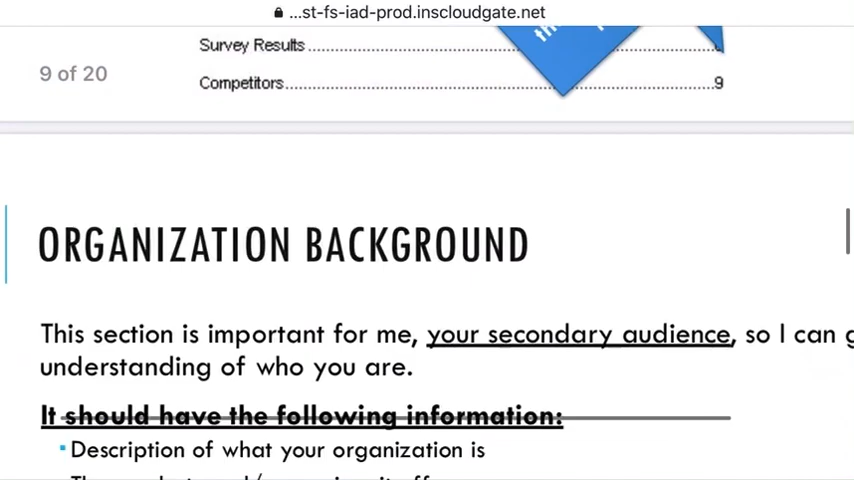 ...st-fs-iad-prod.inscloudgate.net
Survey Results
9 of 20
Competitors 9
ORGANIZATION BACKGROUND
This section is important for me, your secondary audience, so I can
understanding of who you are.
It should have the following information:
Description of what your organization is